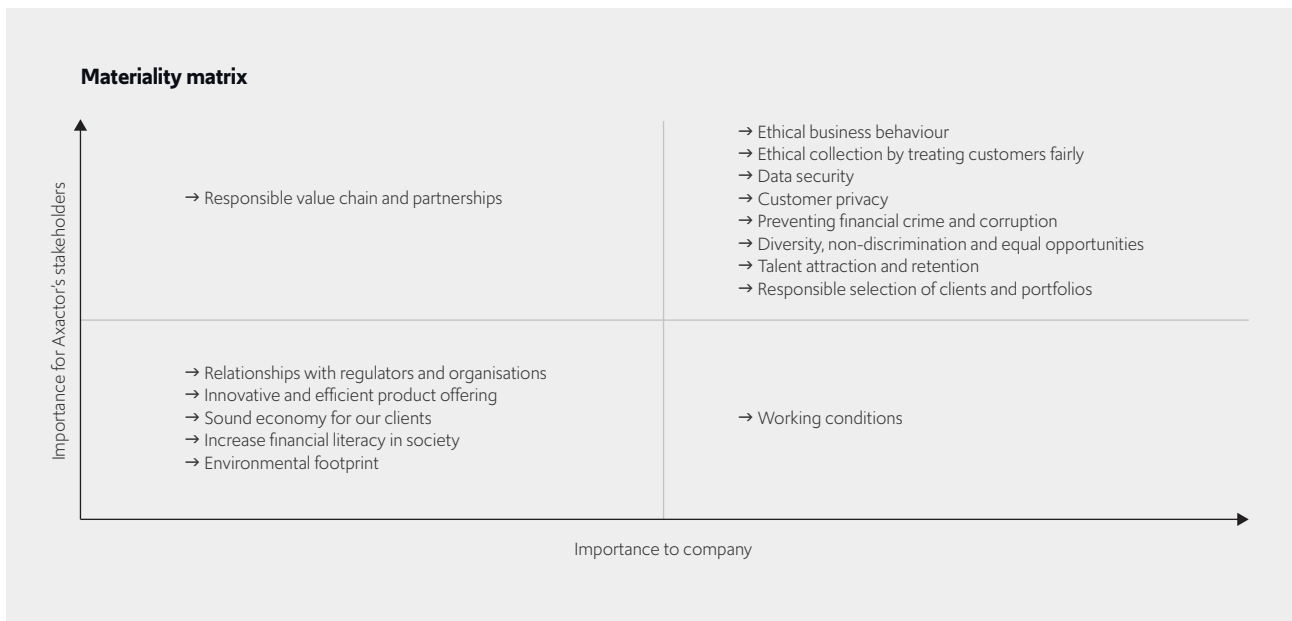 Materiality matrix
Importance for Axactor's stakeholders
→ Responsible value chain and partnerships
→ Ethical business behaviour
→ Ethical collection by treating customers fairly
→ Data security
→ Customer privacy
→ Preventing financial crime and corruption
→ Diversity, non-discrimination and equal opportunities
→ Talent attraction and retention
→ Responsible selection of clients and portfolios
→ Relationships with regulators and organisations
→ Innovative and efficient product offering
→ Sound economy for our clients
→ Increase financial literacy in society
→ Environmental footprint
→ Working conditions
Importance to company